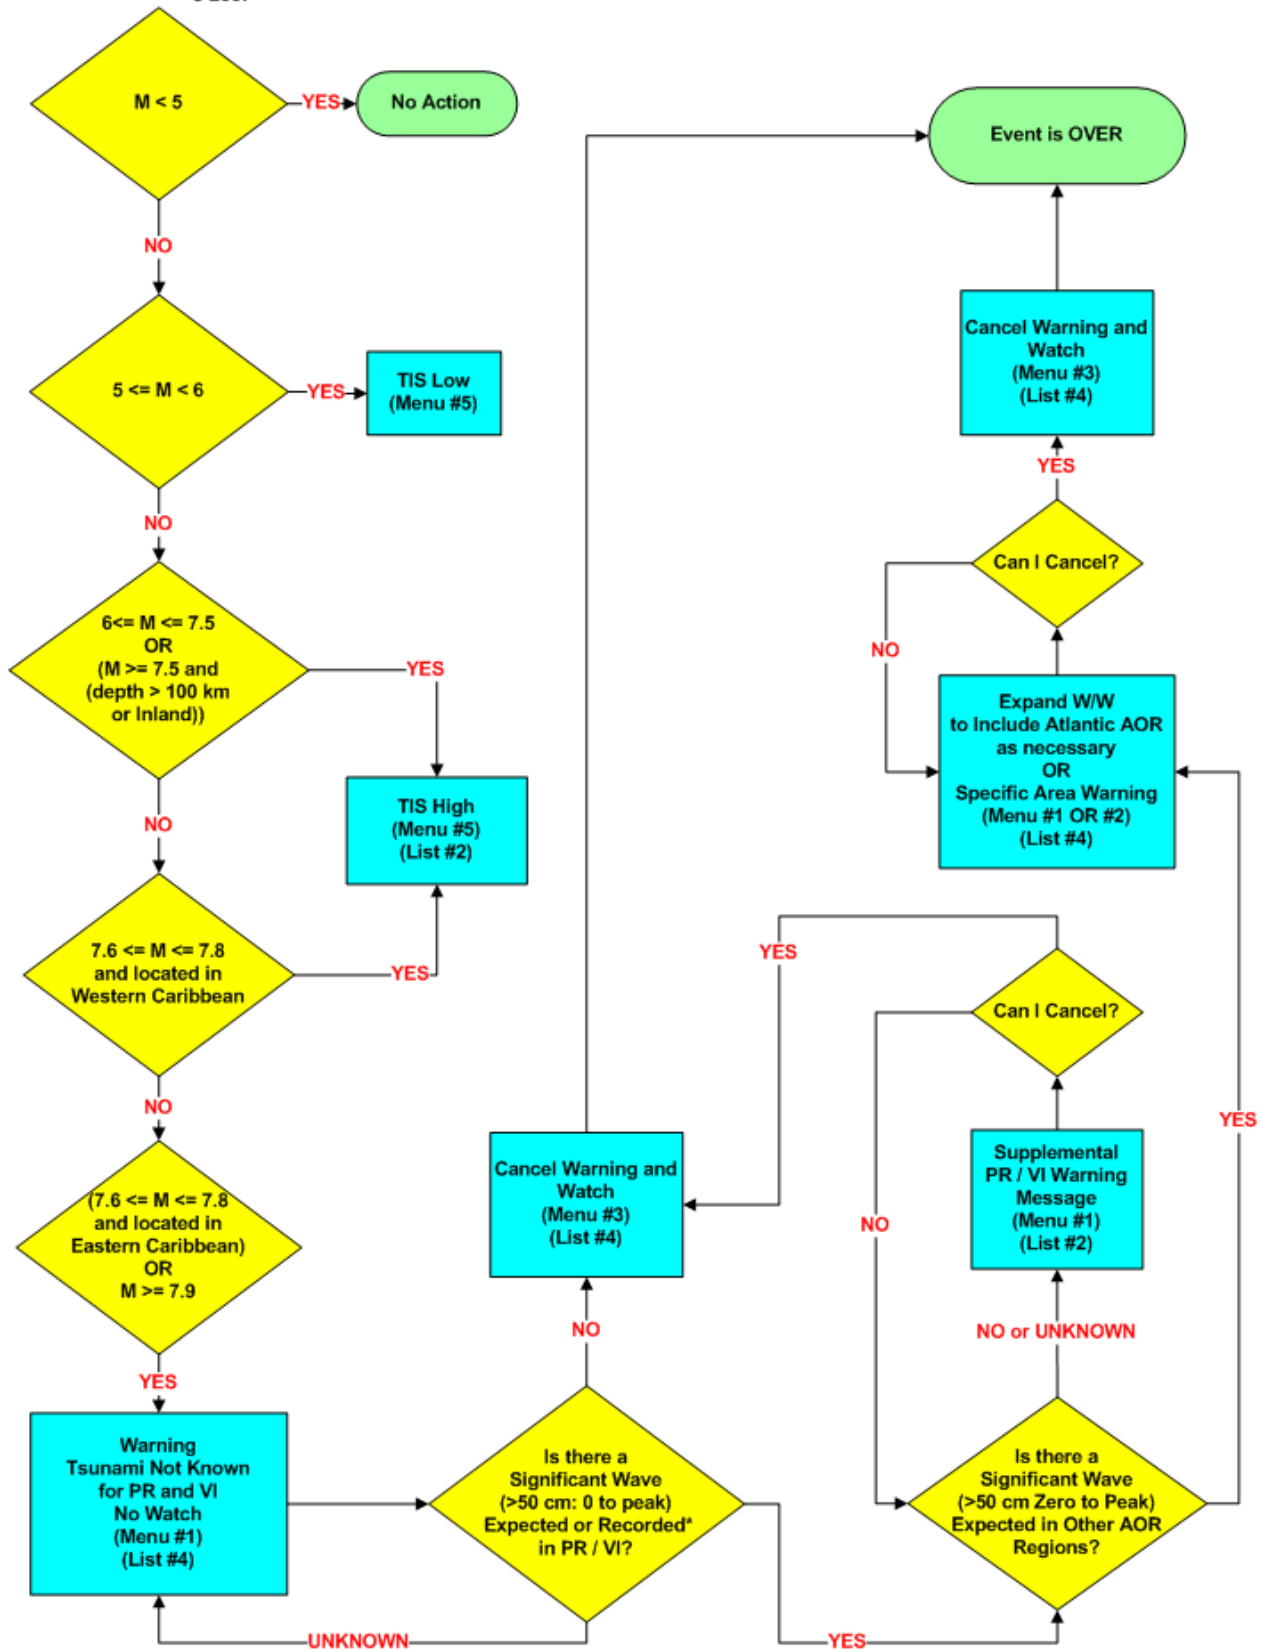 M < 5
YES
No Action
NO
5 <= M < 6
YES
TIS Low
(Menu #5)
NO
6<= M <= 7.5
OR
(M >= 7.5 and
(depth > 100 km
or Inland))
YES
TIS High
(Menu #5)
(List #2)
NO
7.6 <= M <= 7.8
and located in
Western Caribbean
YES
NO
(7.6 <= M <= 7.8
and located in
Eastern Caribbean)
OR
M >= 7.9
YES
Warning
Tsunami Not Known
for PR and VI
No Watch
(Menu #1)
(List #4)
Is there a
Significant Wave
(>50 cm: 0 to peak)
Expected or Recorded*
in PR / VI?
UNKNOWN
NO
Cancel Warning and
Watch
(Menu #3)
(List #4)
YES
Is there a
Significant Wave
(>50 cm Zero to Peak)
Expected in Other AOR
Regions?
NO or UNKNOWN
Supplemental
PR / VI Warning
Message
(Menu #1)
(List #2)
Can I Cancel?
YES
NO
YES
Expand W/W
to Include Atlantic AOR
as necessary
OR
Specific Area Warning
(Menu #1 OR #2)
(List #4)
Can I Cancel?
NO
YES
Cancel Warning and
Watch
(Menu #3)
(List #4)
Event is OVER